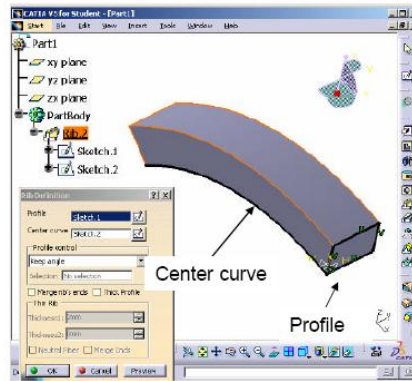 CATIA V5 for Student - [Part1]
Start File Edit View Insert Tools Window Help
Part1
xy plane
yz plane
zx plane
PartBody
Rib.2
Sketch.1
Sketch.2
Rib Definition
Profile Sketch.1
Center curve Sketch.2
Profile control
Keep angle
Selection No selection
Merge rib's ends Thick Profile
Thin Rib
Thickness1: 1mm
Thickness2: 0mm
Neutral Fiber Merge Ends
OK Cancel Preview
Center curve
Profile